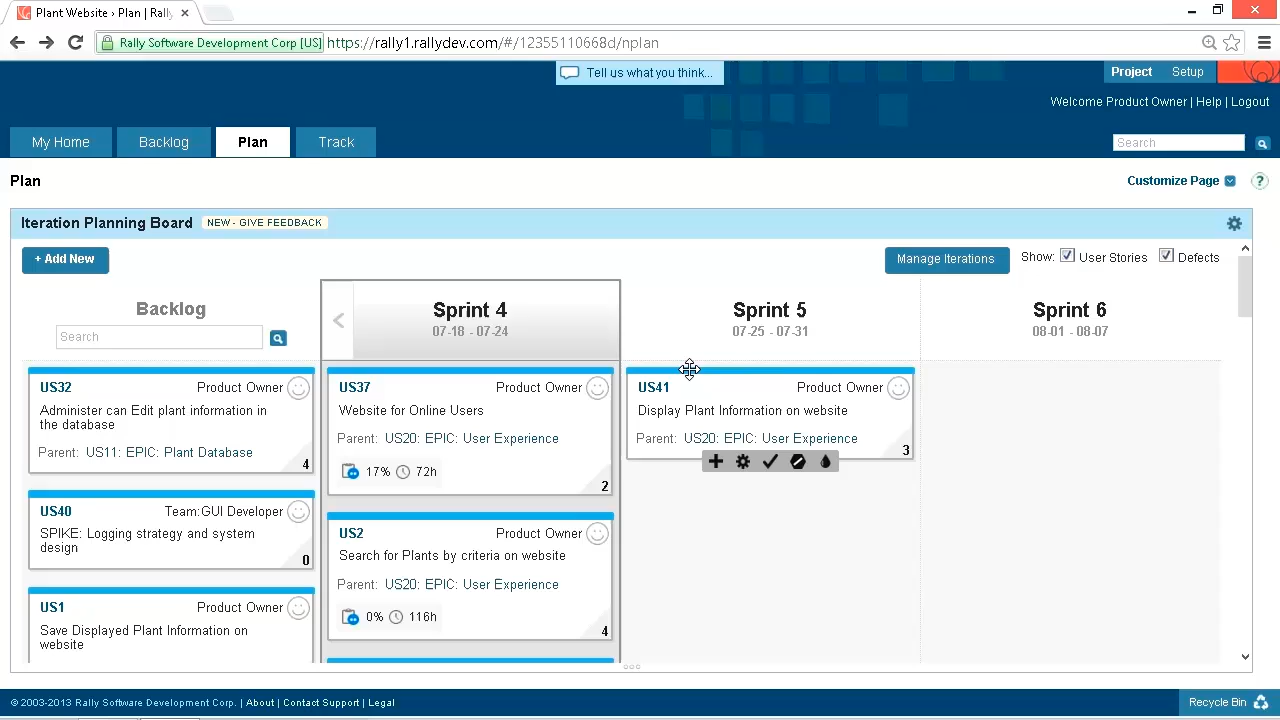 Plant Website › Plan | Rally
Rally Software Development Corp [US] https://rally1.rallydev.com/#/12355110668d/nplan
Tell us what you think...
Project Setup
Welcome Product Owner | Help | Logout
My Home Backlog Plan Track
Search
Plan
Customize Page
?
Iteration Planning Board NEW - GIVE FEEDBACK
+ Add New
Manage Iterations
Show: User Stories Defects
Backlog
Search
Sprint 4
07-18 - 07-24
Sprint 5
07-25 - 07-31
Sprint 6
08-01 - 08-07
US32 Product Owner
Administer can Edit plant information in
the database
Parent: US11: EPIC: Plant Database
4
US40 Team:GUI Developer
SPIKE: Logging strategy and system
design
0
US1 Product Owner
Save Displayed Plant Information on
website
US37 Product Owner
Website for Online Users
Parent: US20: EPIC: User Experience
17% 72h
2
US2 Product Owner
Search for Plants by criteria on website
Parent: US20: EPIC: User Experience
0% 116h
4
US41 Product Owner
Display Plant Information on website
Parent: US20: EPIC: User Experience
3
© 2003-2013 Rally Software Development Corp. | About | Contact Support | Legal
Recycle Bin